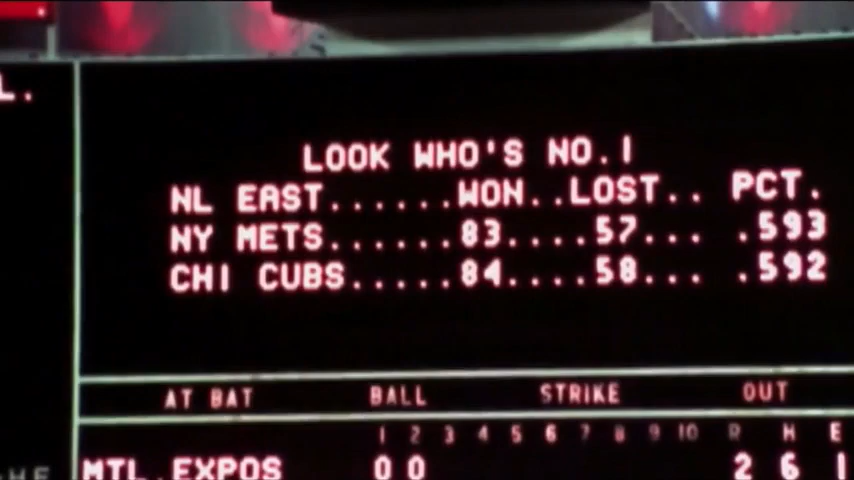 L.
LOOK WHO'S NO.1
NL EAST......WON..LOST.. PCT.
NY METS......83....57... .593
CHI CUBS.....84....58... .592
AT BAT BALL STRIKE OUT
1 2 3 4 5 6 7 8 9 10 R H E
MTL.EXPOS 0 0 2 6 1